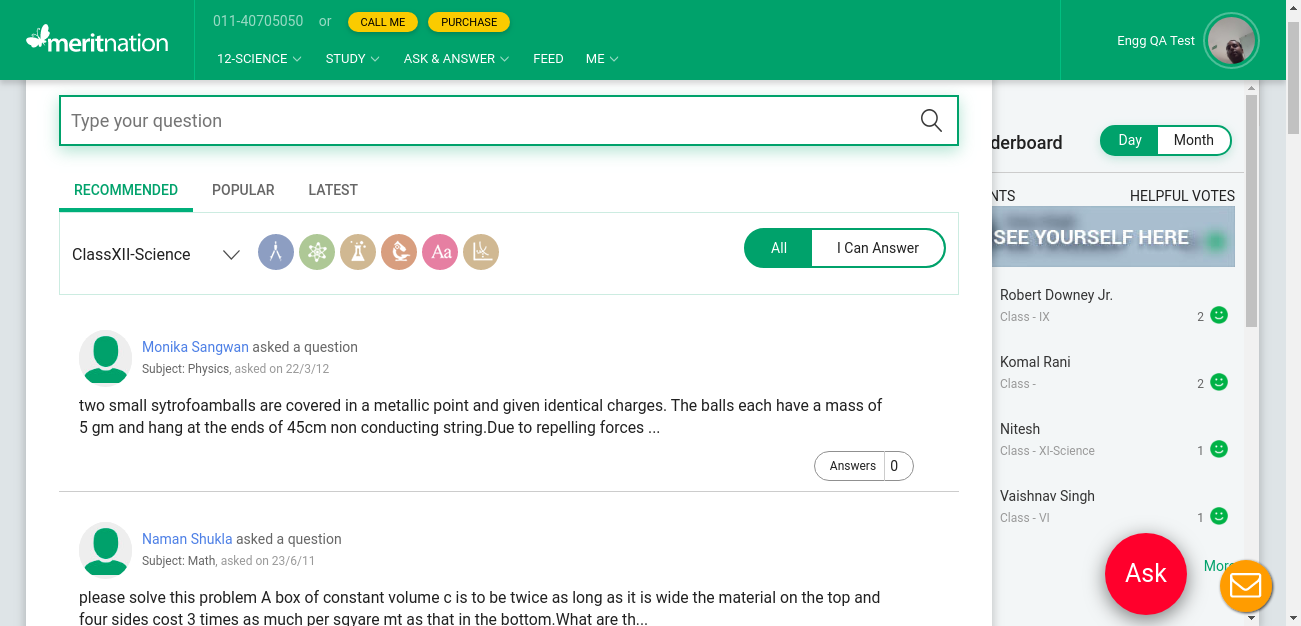 meritnation
011-40705050 or CALL ME PURCHASE
12-SCIENCE STUDY ASK & ANSWER FEED ME
Engg QA Test
Type your question
RECOMMENDED POPULAR LATEST
ClassXII-Science
Aa
All I Can Answer
Monika Sangwan asked a question
Subject: Physics, asked on 22/3/12
two small sytrofoamballs are covered in a metallic point and given identical charges. The balls each have a mass of
5 gm and hang at the ends of 45cm non conducting string.Due to repelling forces ...
Answers 0
Naman Shukla asked a question
Subject: Math, asked on 23/6/11
please solve this problem A box of constant volume c is to be twice as long as it is wide the material on the top and
four sides cost 3 times as much per sqyare mt as that in the bottom.What are th...
derboard
Day Month
NTS HELPFUL VOTES
SEE YOURSELF HERE
Robert Downey Jr.
Class - IX 2
Komal Rani
Class - 2
Nitesh
Class - XI-Science 1
Vaishnav Singh
Class - VI 1
More
Ask